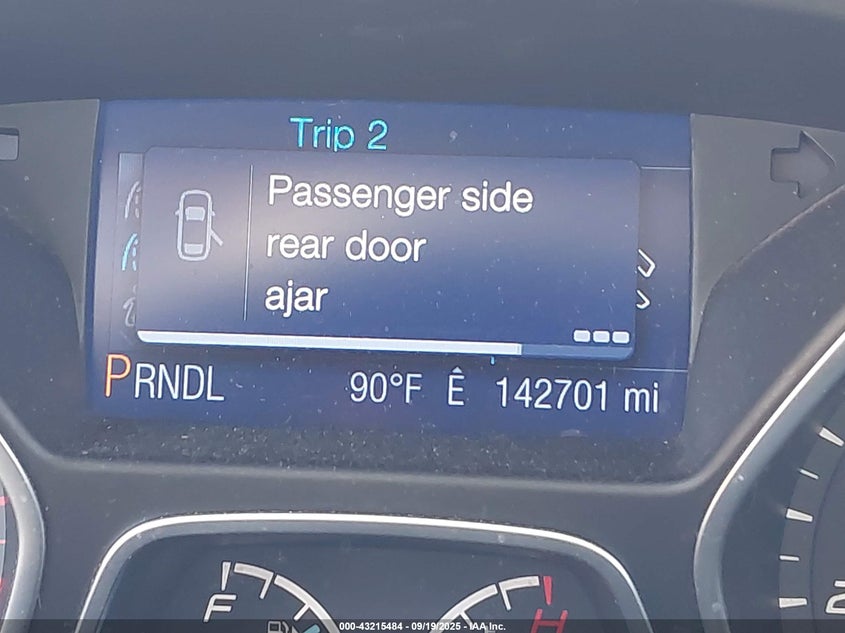 Trip 2
Passenger side
rear door
ajar
PRNDL 90°F Ê 142701 mi
F H
000-43215484 - 09/19/2025 - IAA Inc.